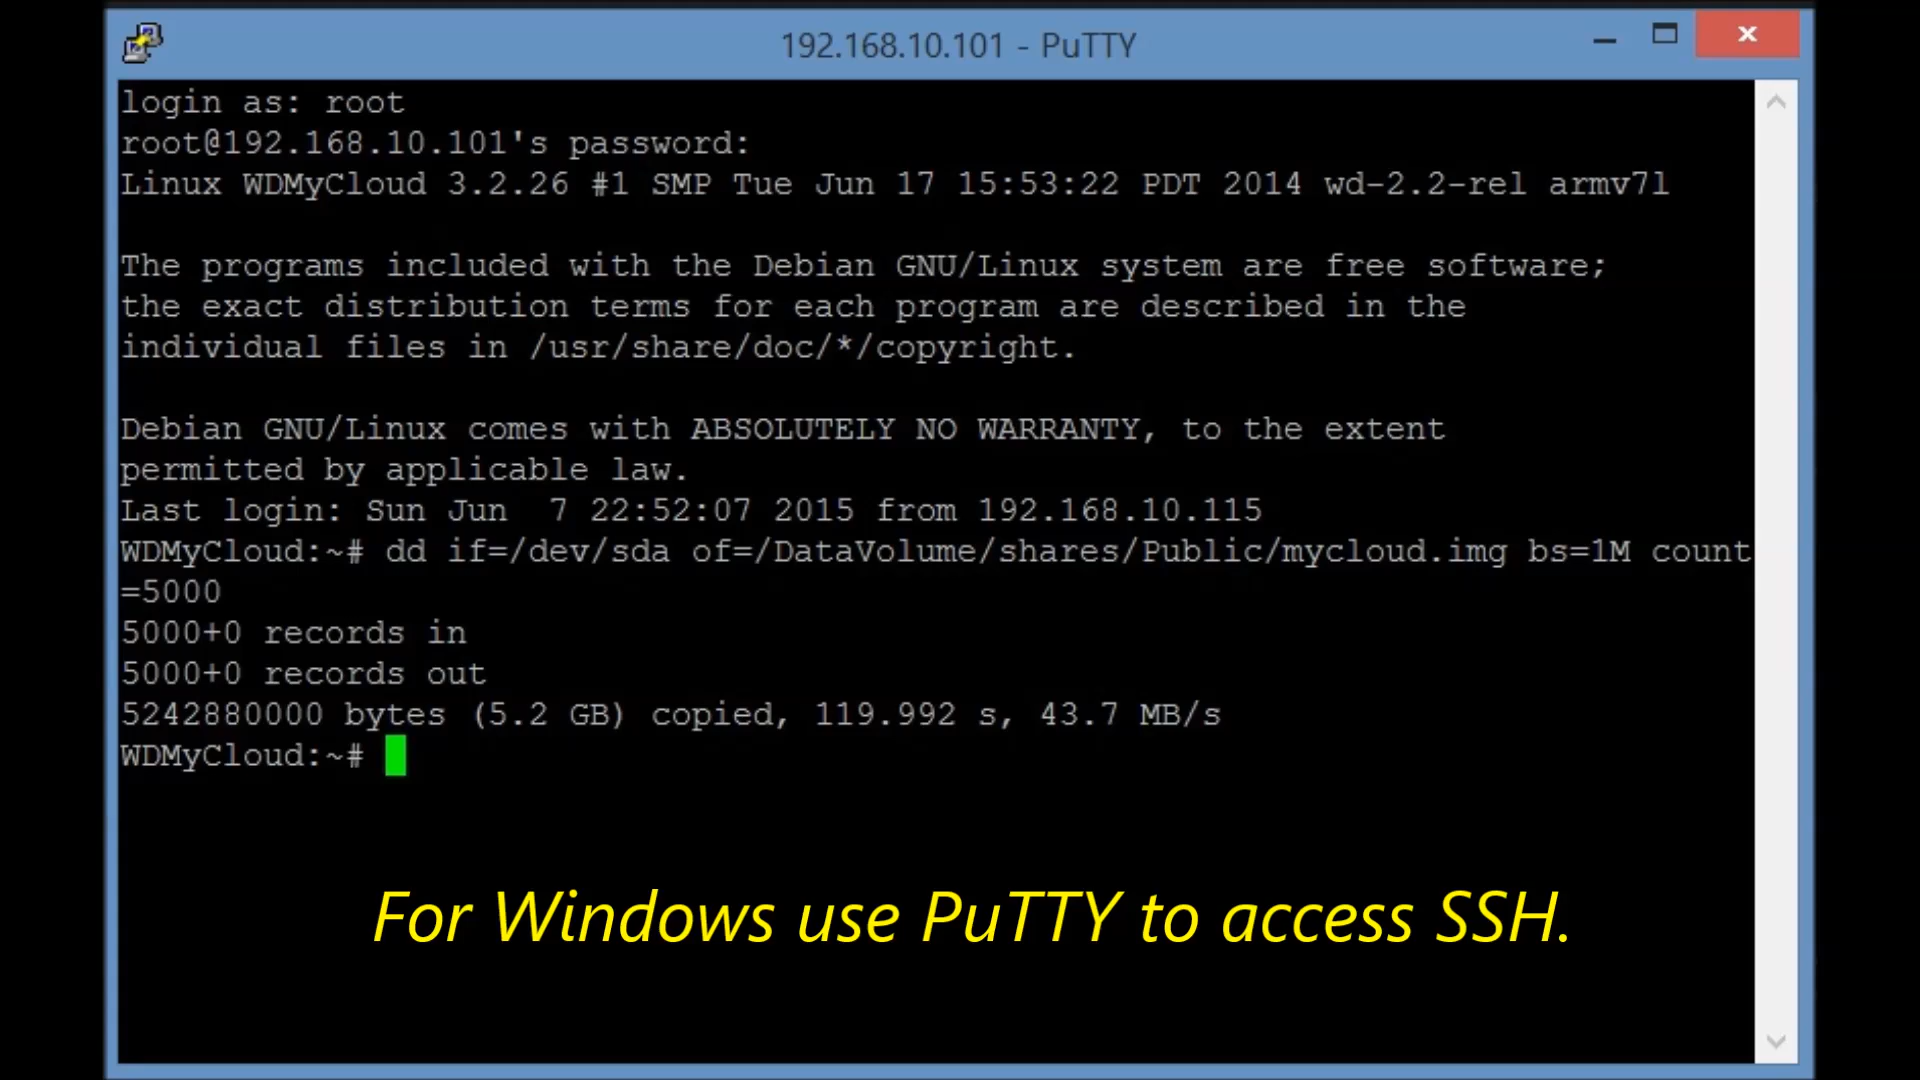 192.168.10.101 - PuTTY
login as: root
root@192.168.10.101's password:
Linux WDMyCloud 3.2.26 #1 SMP Tue Jun 17 15:53:22 PDT 2014 wd-2.2-rel armv7l
The programs included with the Debian GNU/Linux system are free software;
the exact distribution terms for each program are described in the
individual files in /usr/share/doc/*/copyright.
Debian GNU/Linux comes with ABSOLUTELY NO WARRANTY, to the extent
permitted by applicable law.
Last login: Sun Jun  7 22:52:07 2015 from 192.168.10.115
WDMyCloud:~# dd if=/dev/sda of=/DataVolume/shares/Public/mycloud.img bs=1M count
=5000
5000+0 records in
5000+0 records out
5242880000 bytes (5.2 GB) copied, 119.992 s, 43.7 MB/s
WDMyCloud:~#
For Windows use PuTTY to access SSH.